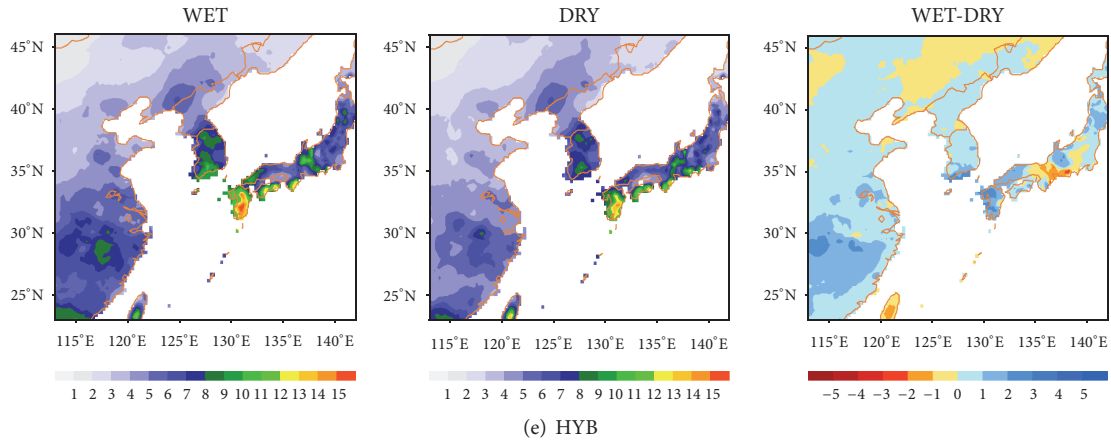 WET DRY WET-DRY
45°N 45°N 45°N
40°N 40°N 40°N
35°N 35°N 35°N
30°N 30°N 30°N
25°N 25°N 25°N
115°E 120°E 125°E 130°E 135°E 140°E 115°E 120°E 125°E 130°E 135°E 140°E 115°E 120°E 125°E 130°E 135°E 140°E
1 2 3 4 5 6 7 8 9 10 11 12 13 14 15 1 2 3 4 5 6 7 8 9 10 11 12 13 14 15 −5 −4 −3 −2 −1 0 1 2 3 4 5
(e) HYB